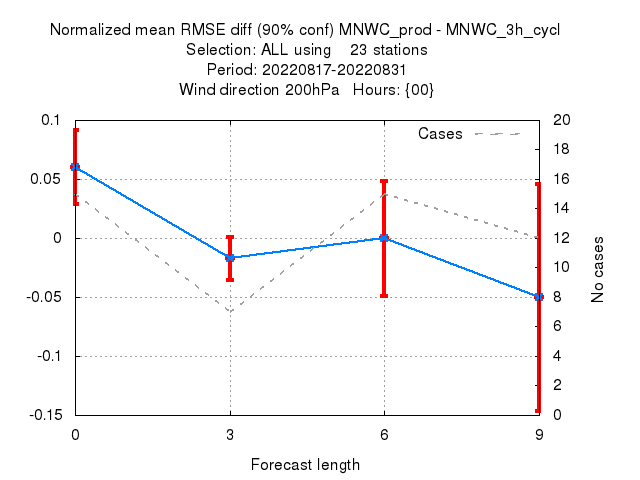 Normalized mean RMSE diff (90% conf) MNWC_prod - MNWC_3h_cycl
Selection: ALL using    23 stations
Period: 20220817-20220831
Wind direction 200hPa   Hours: {00}
0.1
0.05
0
-0.05
-0.1
-0.15
Cases
20
18
16
14
12
10
8
6
4
2
0
No cases
0 3 6 9
Forecast length